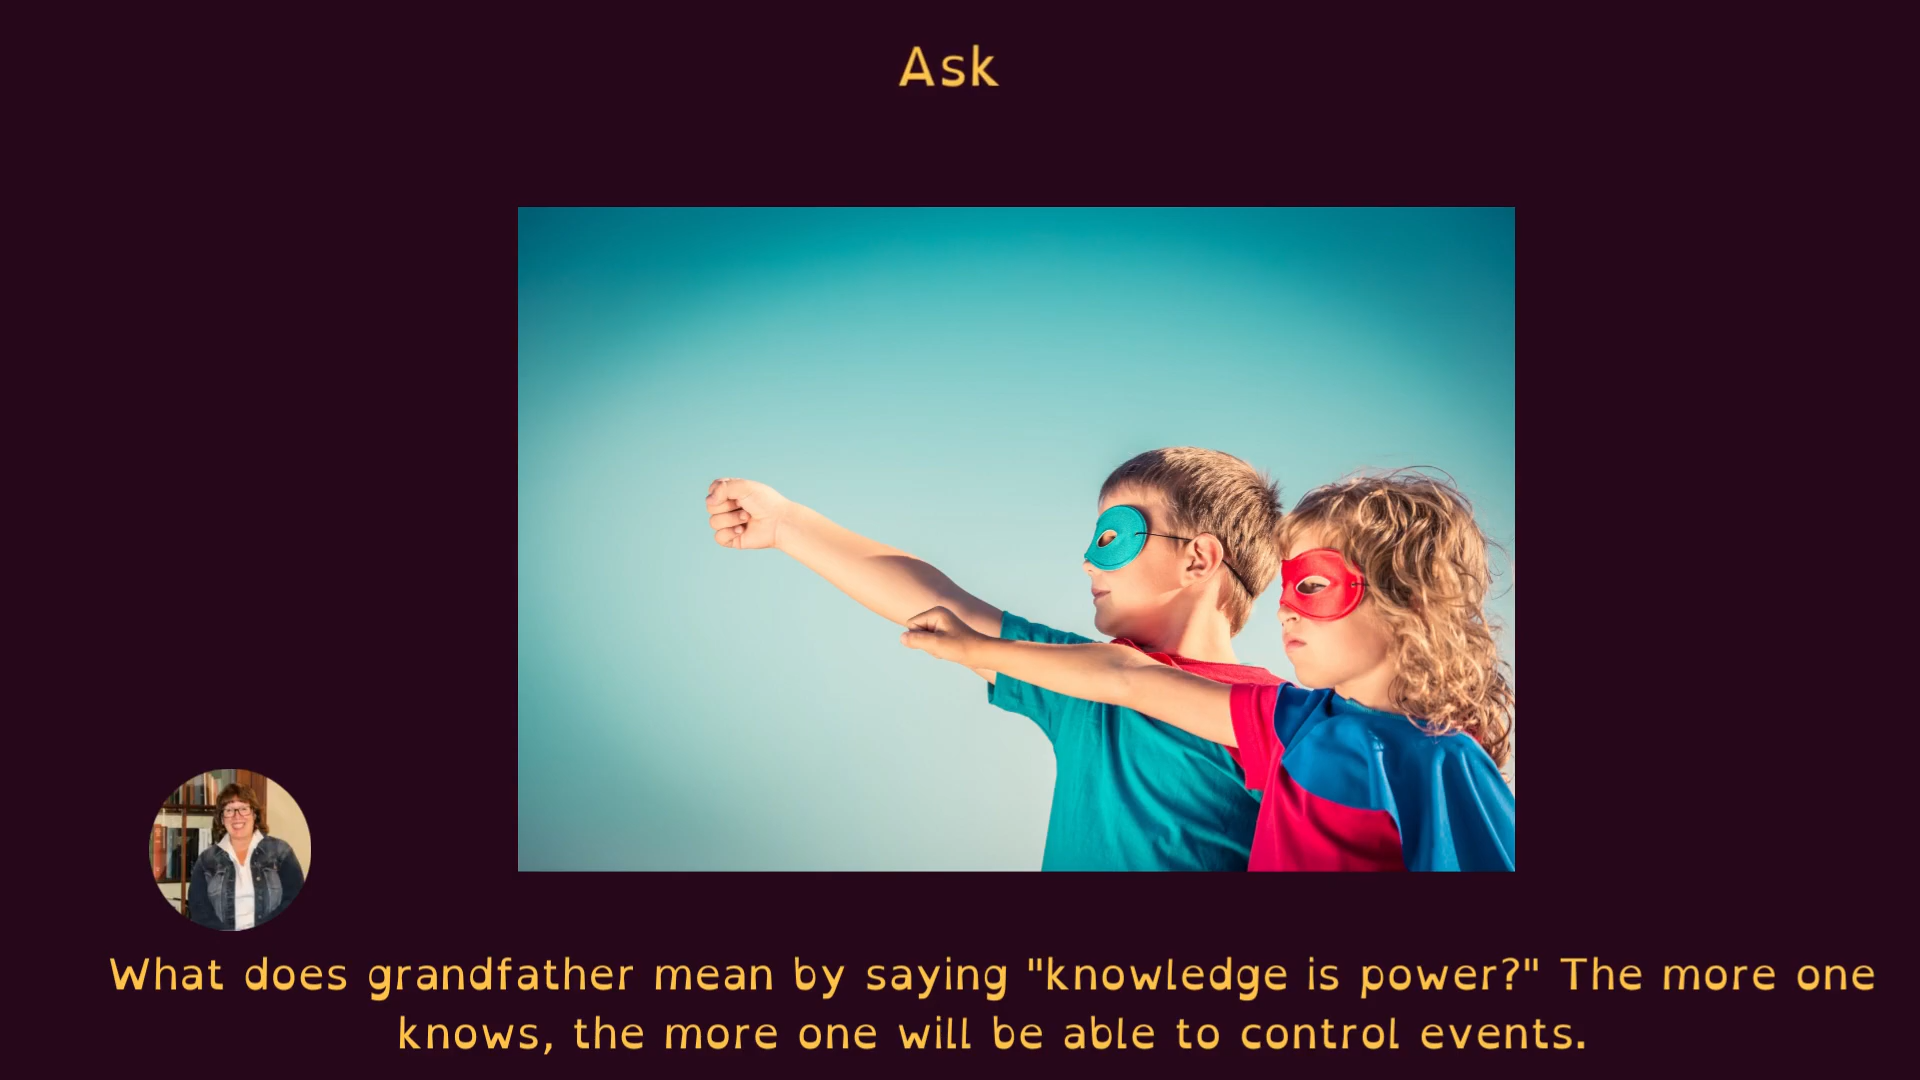 Ask
What does grandfather mean by saying "knowledge is power?" The more one
knows, the more one will be able to control events.